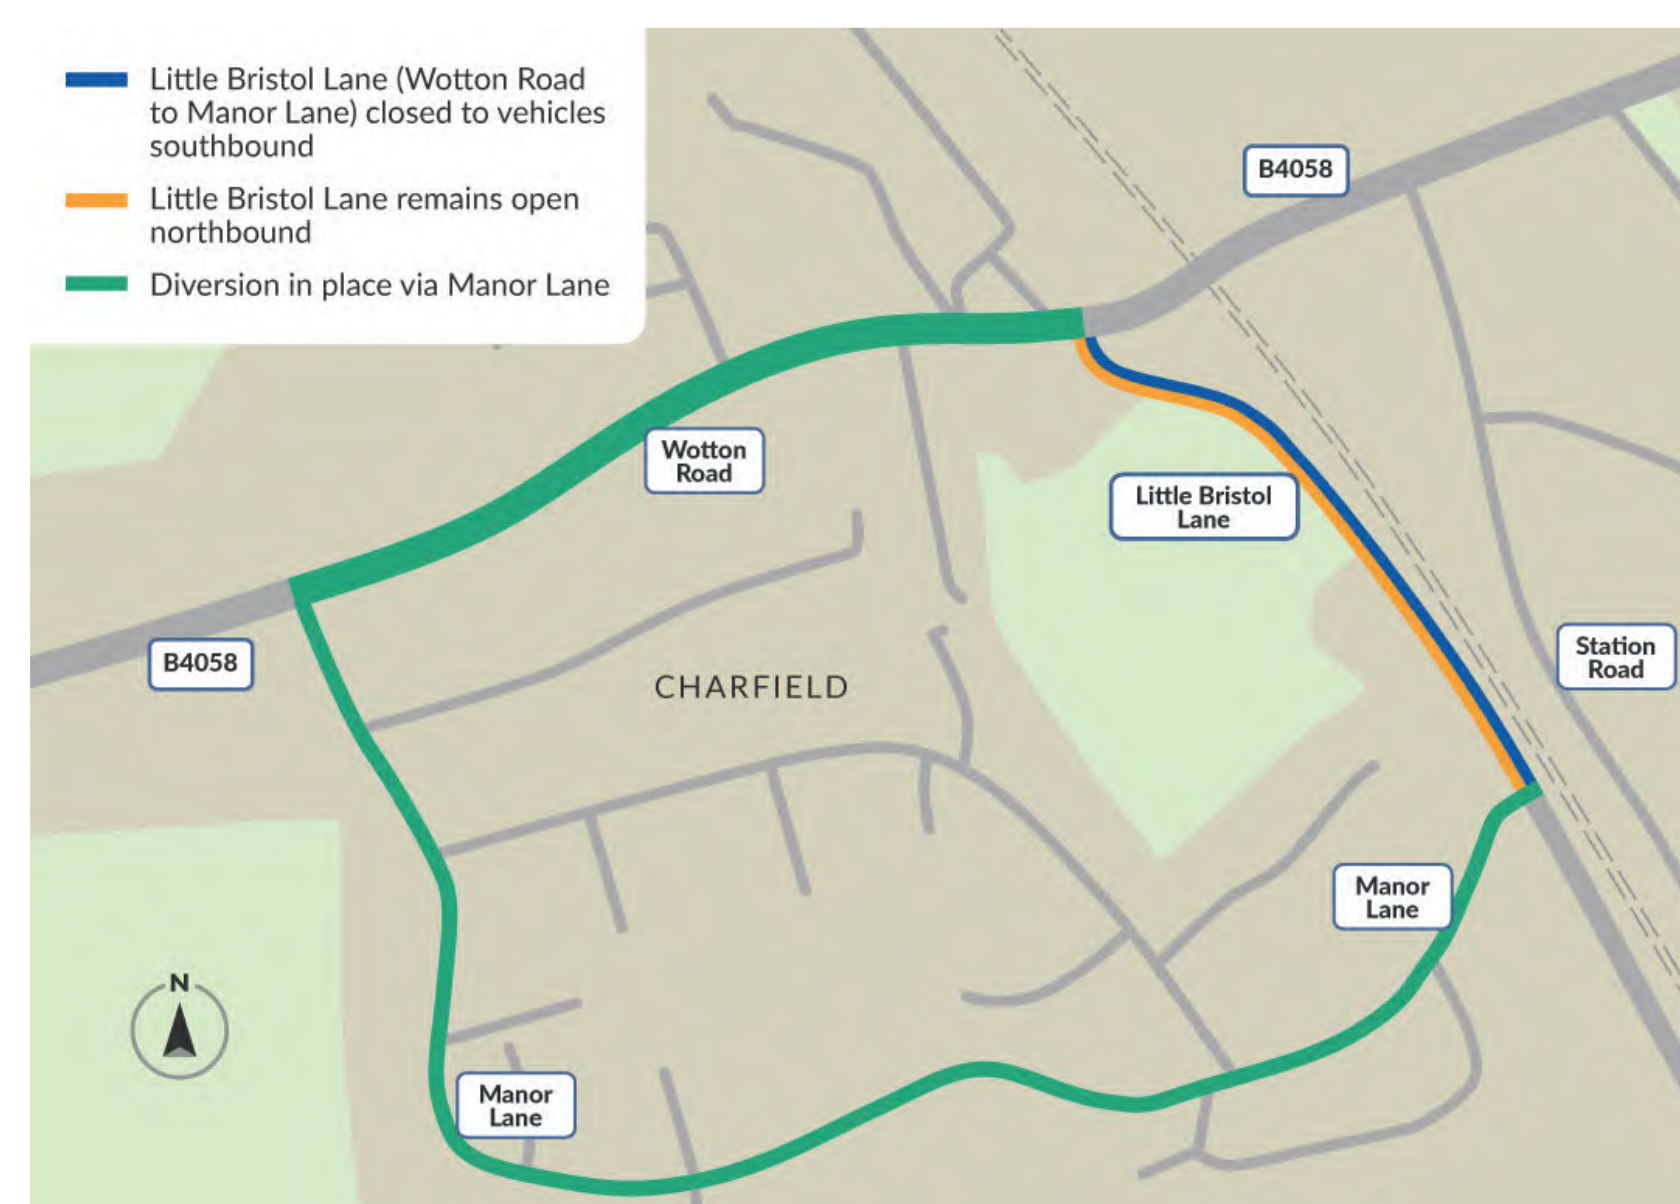 Little Bristol Lane (Wotton Road
to Manor Lane) closed to vehicles
southbound
Little Bristol Lane remains open
northbound
Diversion in place via Manor Lane
B4058
Wotton
Road
Little Bristol
Lane
B4058
Station
Road
CHARFIELD
Manor
Lane
N
Manor
Lane